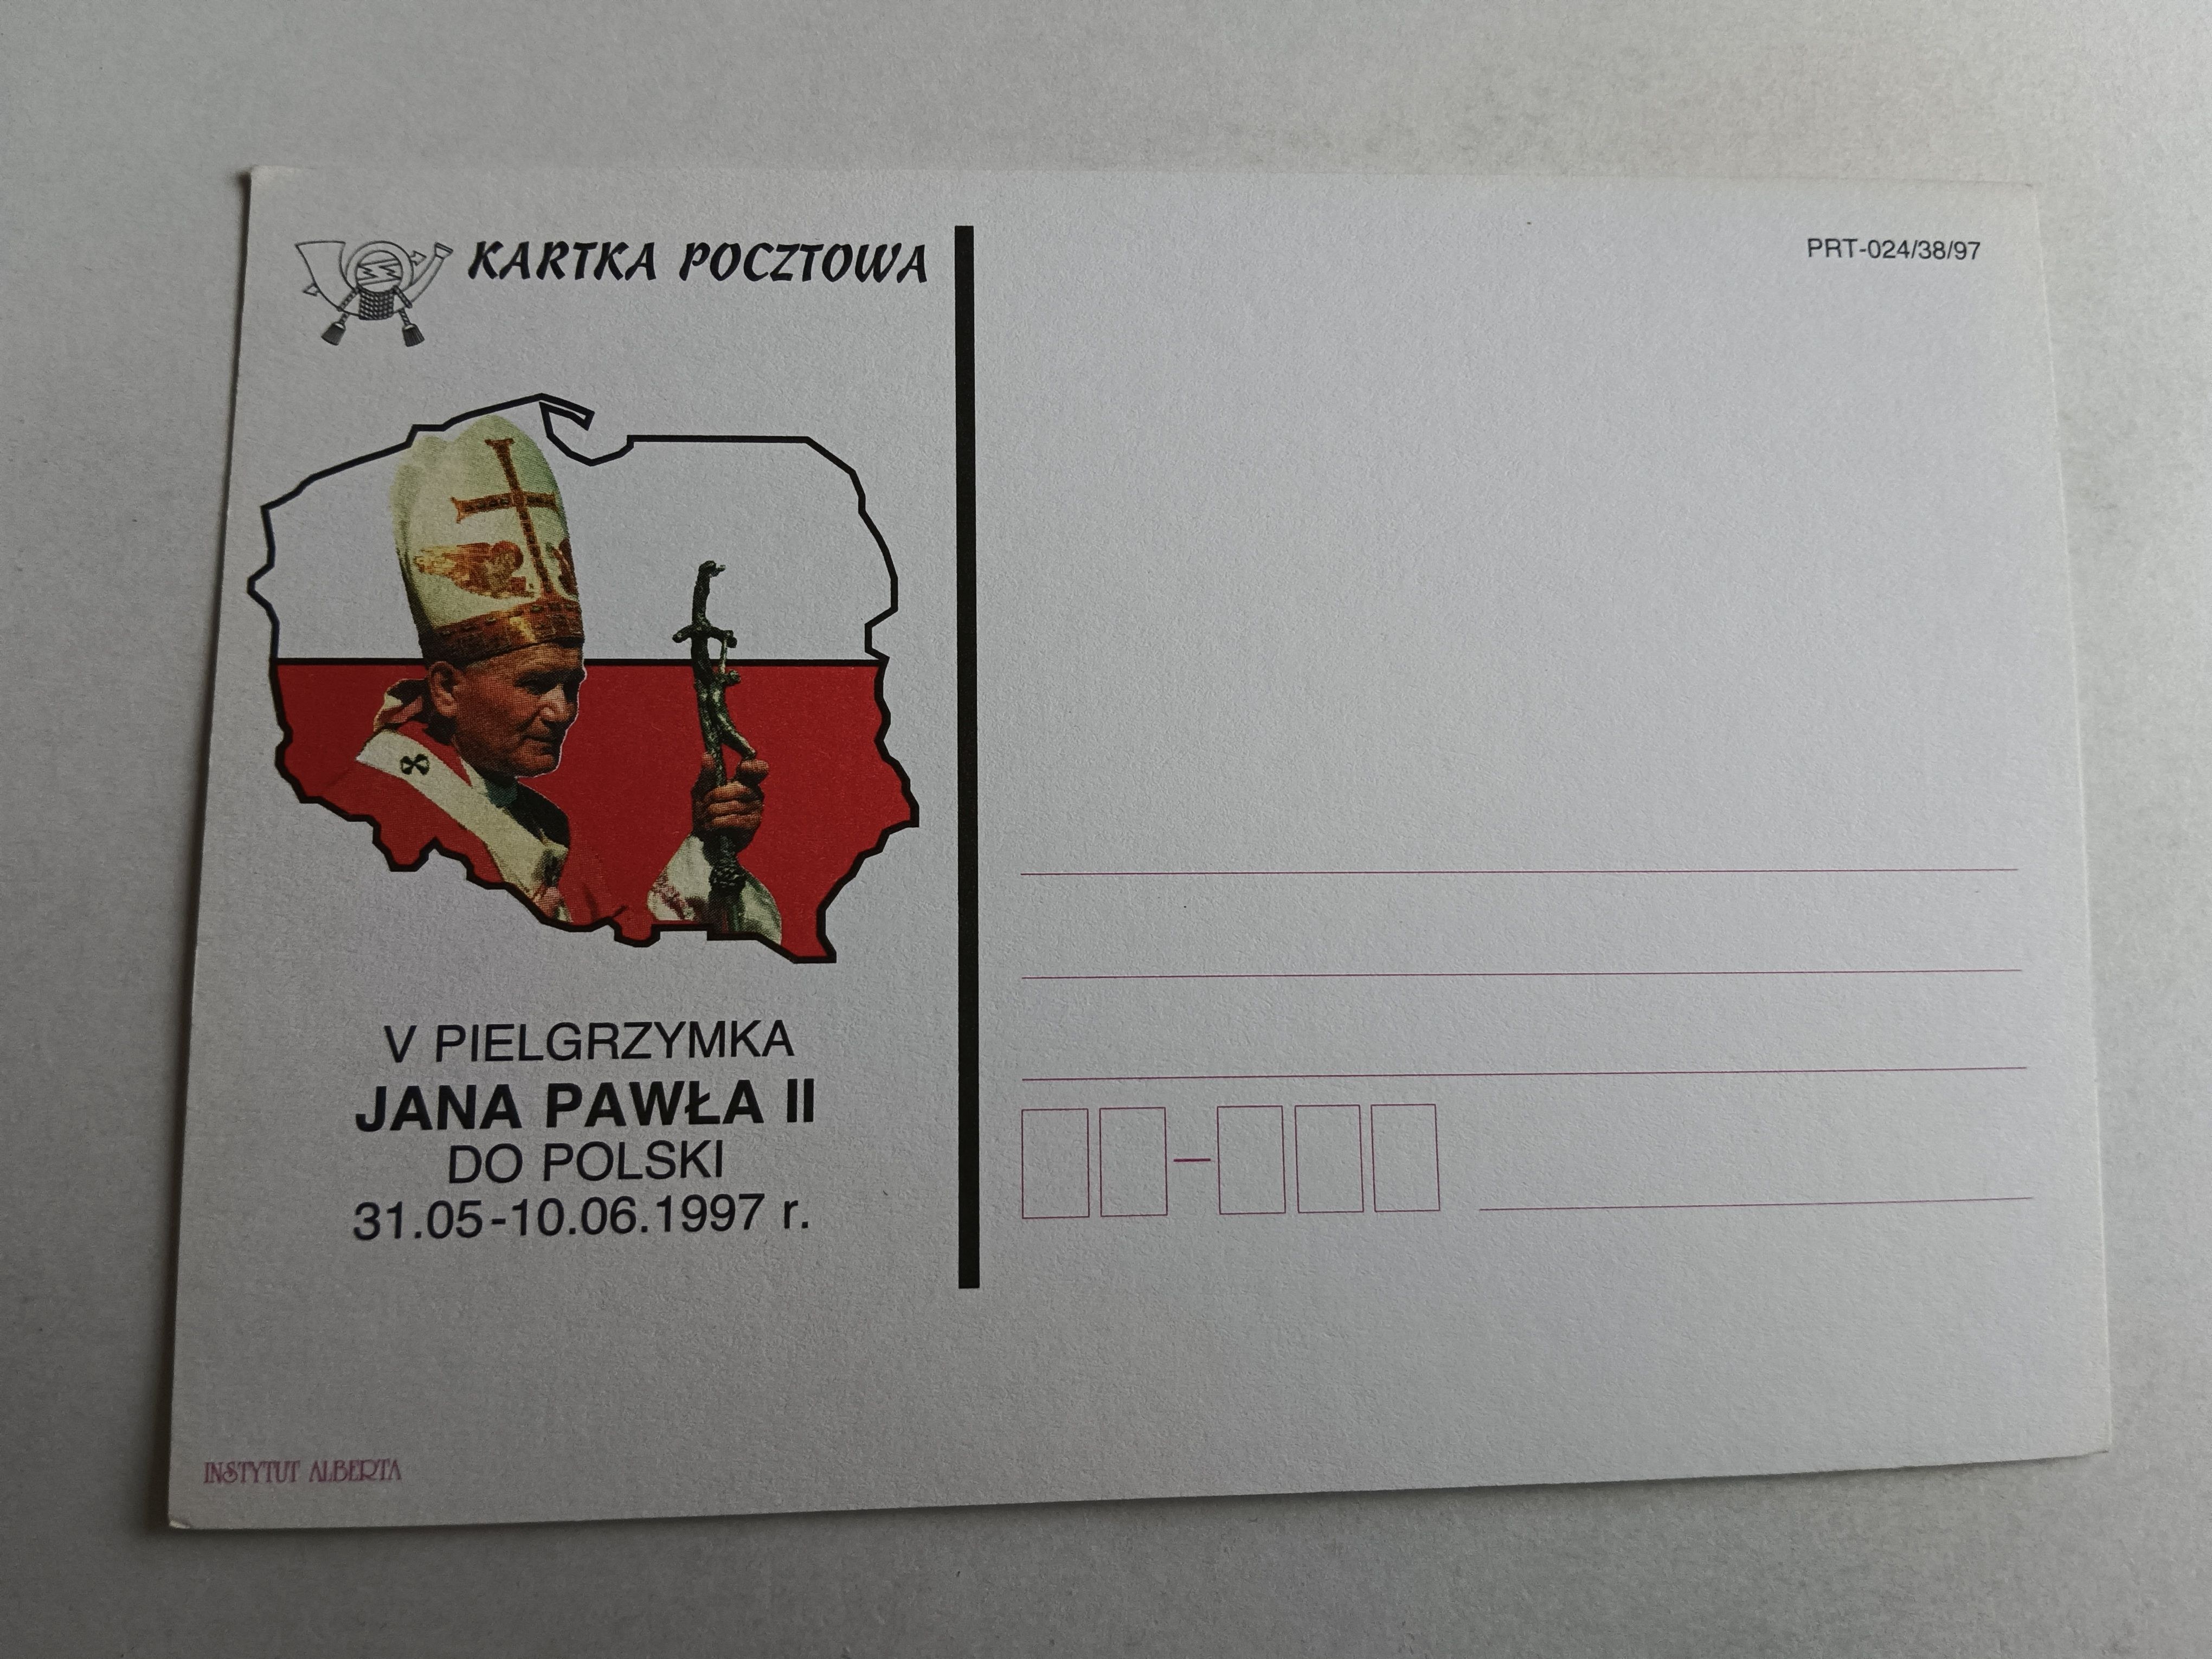 KARTKA POCZTOWA
PRT-024/38/97
V PIELGRZYMKA
JANA PAWŁA II
DO POLSKI
31.05-10.06.1997 r.
INSTYTUT ALBERTA